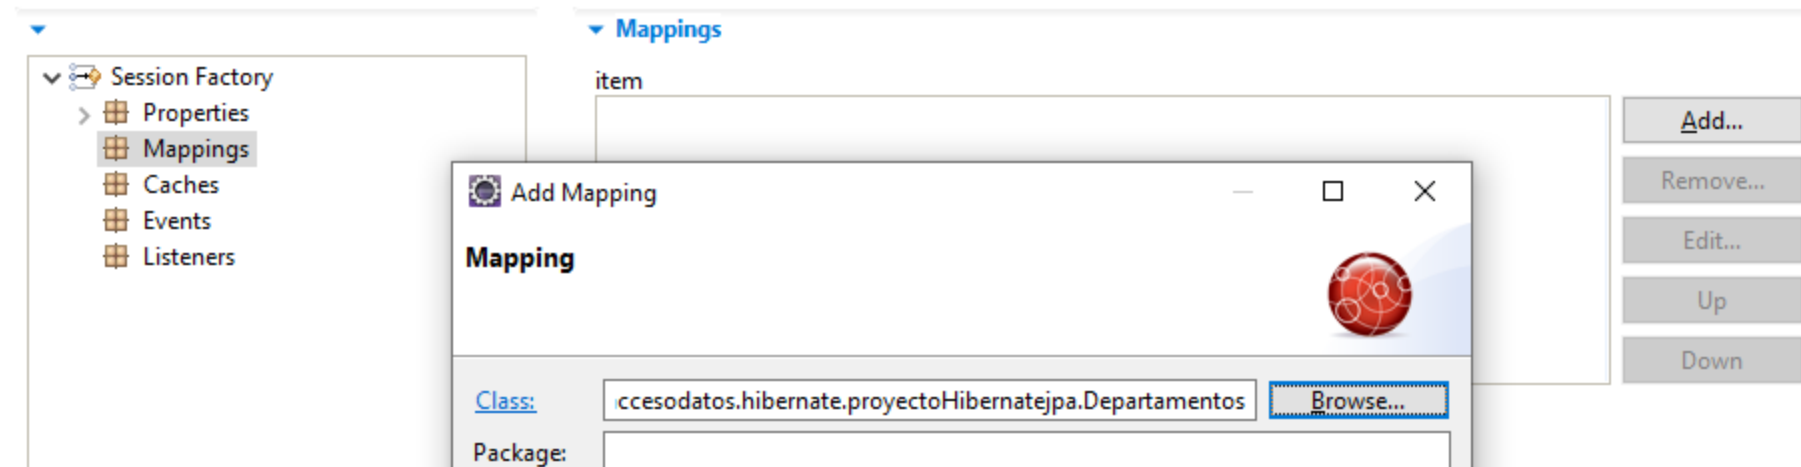 Session Factory
Properties
Mappings
Caches
Events
Listeners
Mappings
item
Add...
Remove...
Edit...
Up
Down
Add Mapping
Mapping
Class:
ccesodatos.hibernate.proyectoHibernatejpa.Departamentos
Browse...
Package: